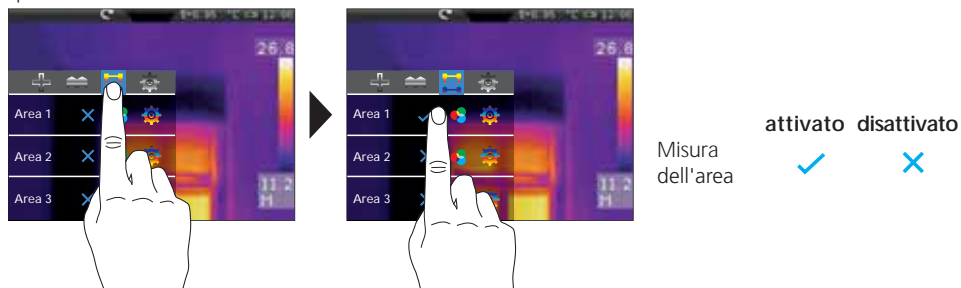 26.8
Area 1
Area 2
Area 3
11.2
M
26.8
Area 1
Area 2
Area 3
11.2
M
attivato disattivato
Misura
dell'area